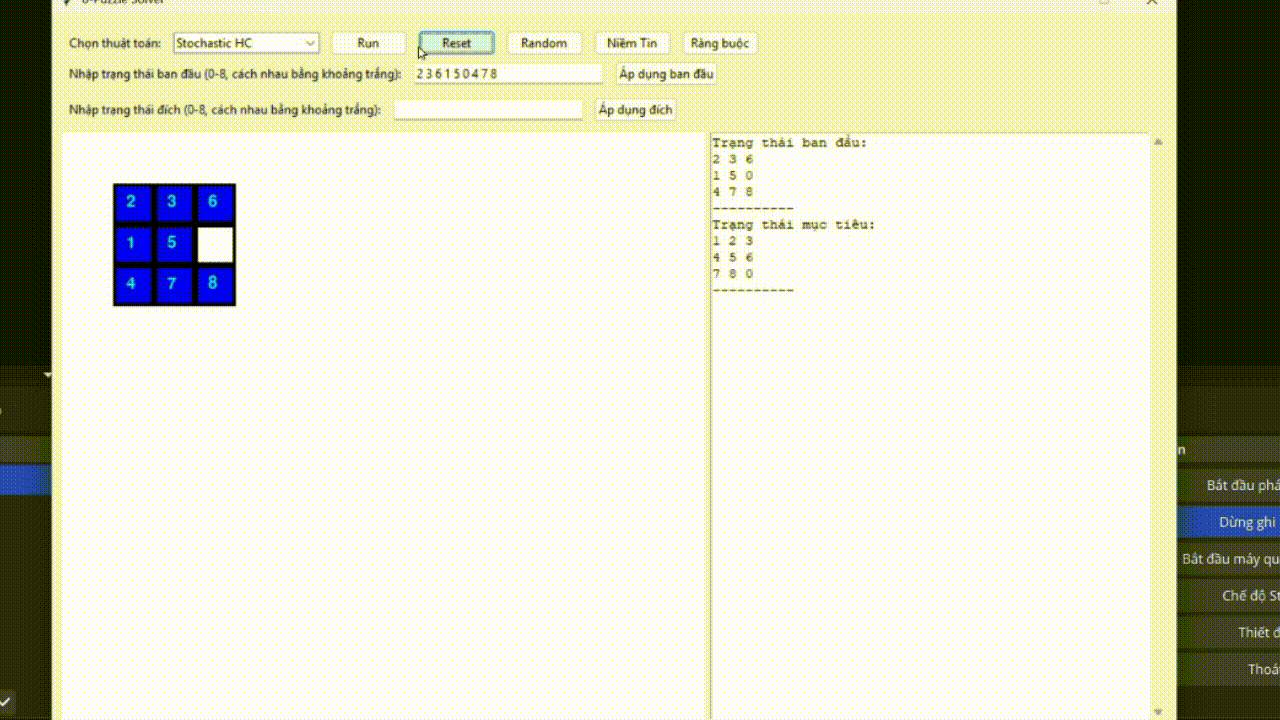 8-Puzzle Solver
Chọn thuật toán: Stochastic HC Run Reset Random Niềm Tin Ràng buộc
Nhập trạng thái ban đầu (0-8, cách nhau bằng khoảng trắng): 2 3 6 1 5 0 4 7 8 Áp dụng ban đầu
Nhập trạng thái đích (0-8, cách nhau bằng khoảng trắng): Áp dụng đích
2 3 6
1 5
4 7 8
Trạng thái ban đầu:
2 3 6
1 5 0
4 7 8
----------
Trạng thái mục tiêu:
1 2 3
4 5 6
7 8 0
----------
Bắt đầu phá
Dừng ghi
Bắt đầu máy qu
Chế độ St
Thiết đ
Thoá